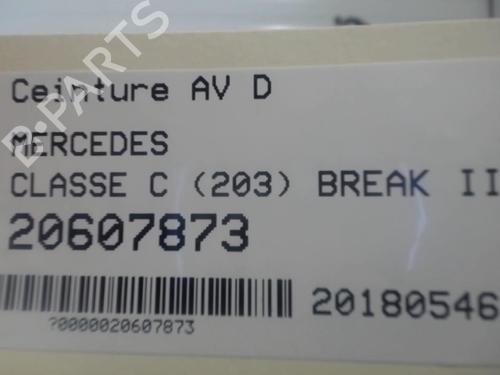 B-PARTS
Ceinture AV D
MERCEDES
CLASSE C (203) BREAK II
20607873
20180546
?0000020607873